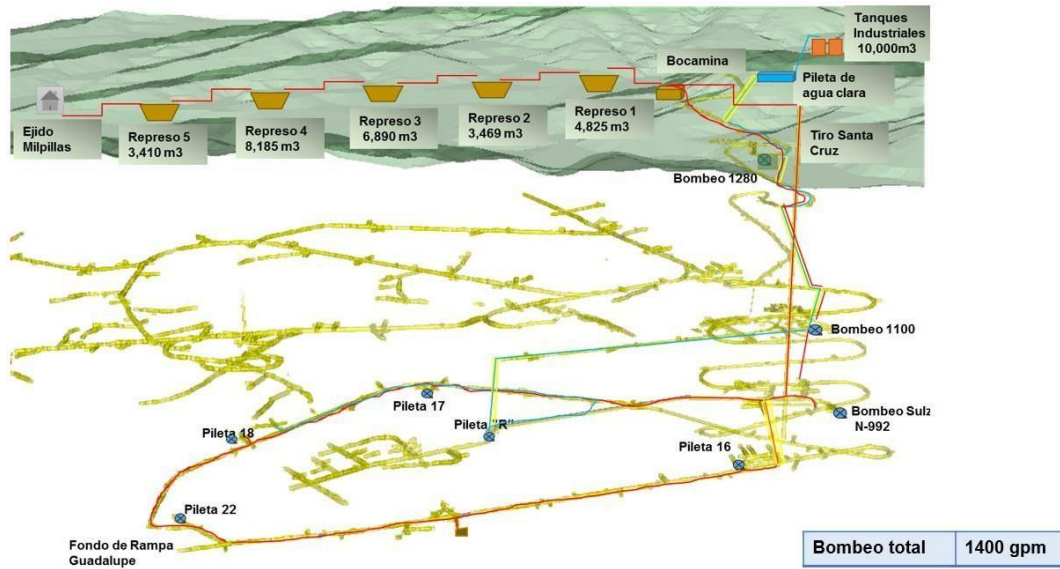 Tanques
Industriales
10,000m3
Bocamina
Pileta de
agua clara
Represo 1
4,825 m3
Represo 2
3,469 m3
Represo 3
6,890 m3
Represo 4
8,185 m3
Represo 5
3,410 m3
Ejido
Milpillas
Tiro Santa
Cruz
Bombeo 1280
Bombeo 1100
Pileta 17
Pileta "R"
Bombeo Sulz
N-992
Pileta 18
Pileta 16
Pileta 22
Fondo de Rampa
Guadalupe
Bombeo total 1400 gpm